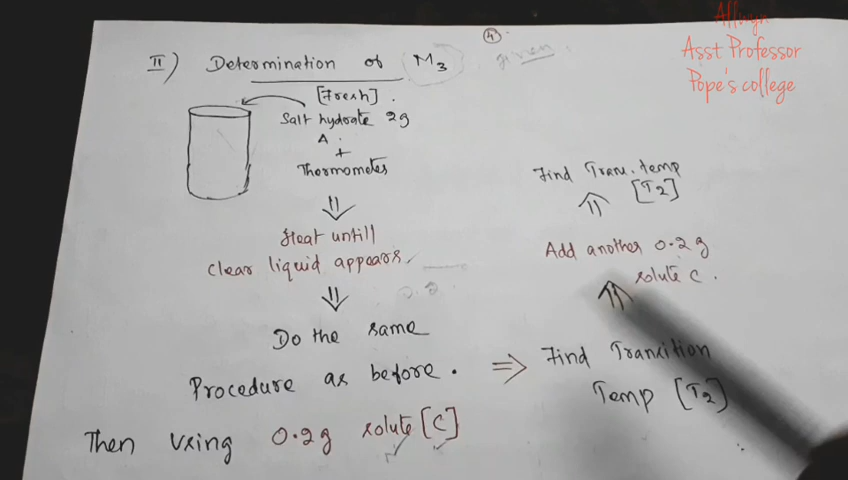 4
II) Determination of M3
given
[Fresh].
Salt hydrate 2g
A.
+
Thermometer
⇓
Heat untill
Clear liquid appears.
⇓
Do the same
Procedure as before.
Then using 0.2g solute [C]
⇒ Find Transition
Temp [T2]
⇑
Add another 0.2g
solute C.
⇑
Find Tran. temp
[T2]
Asst Professor
Pope's college